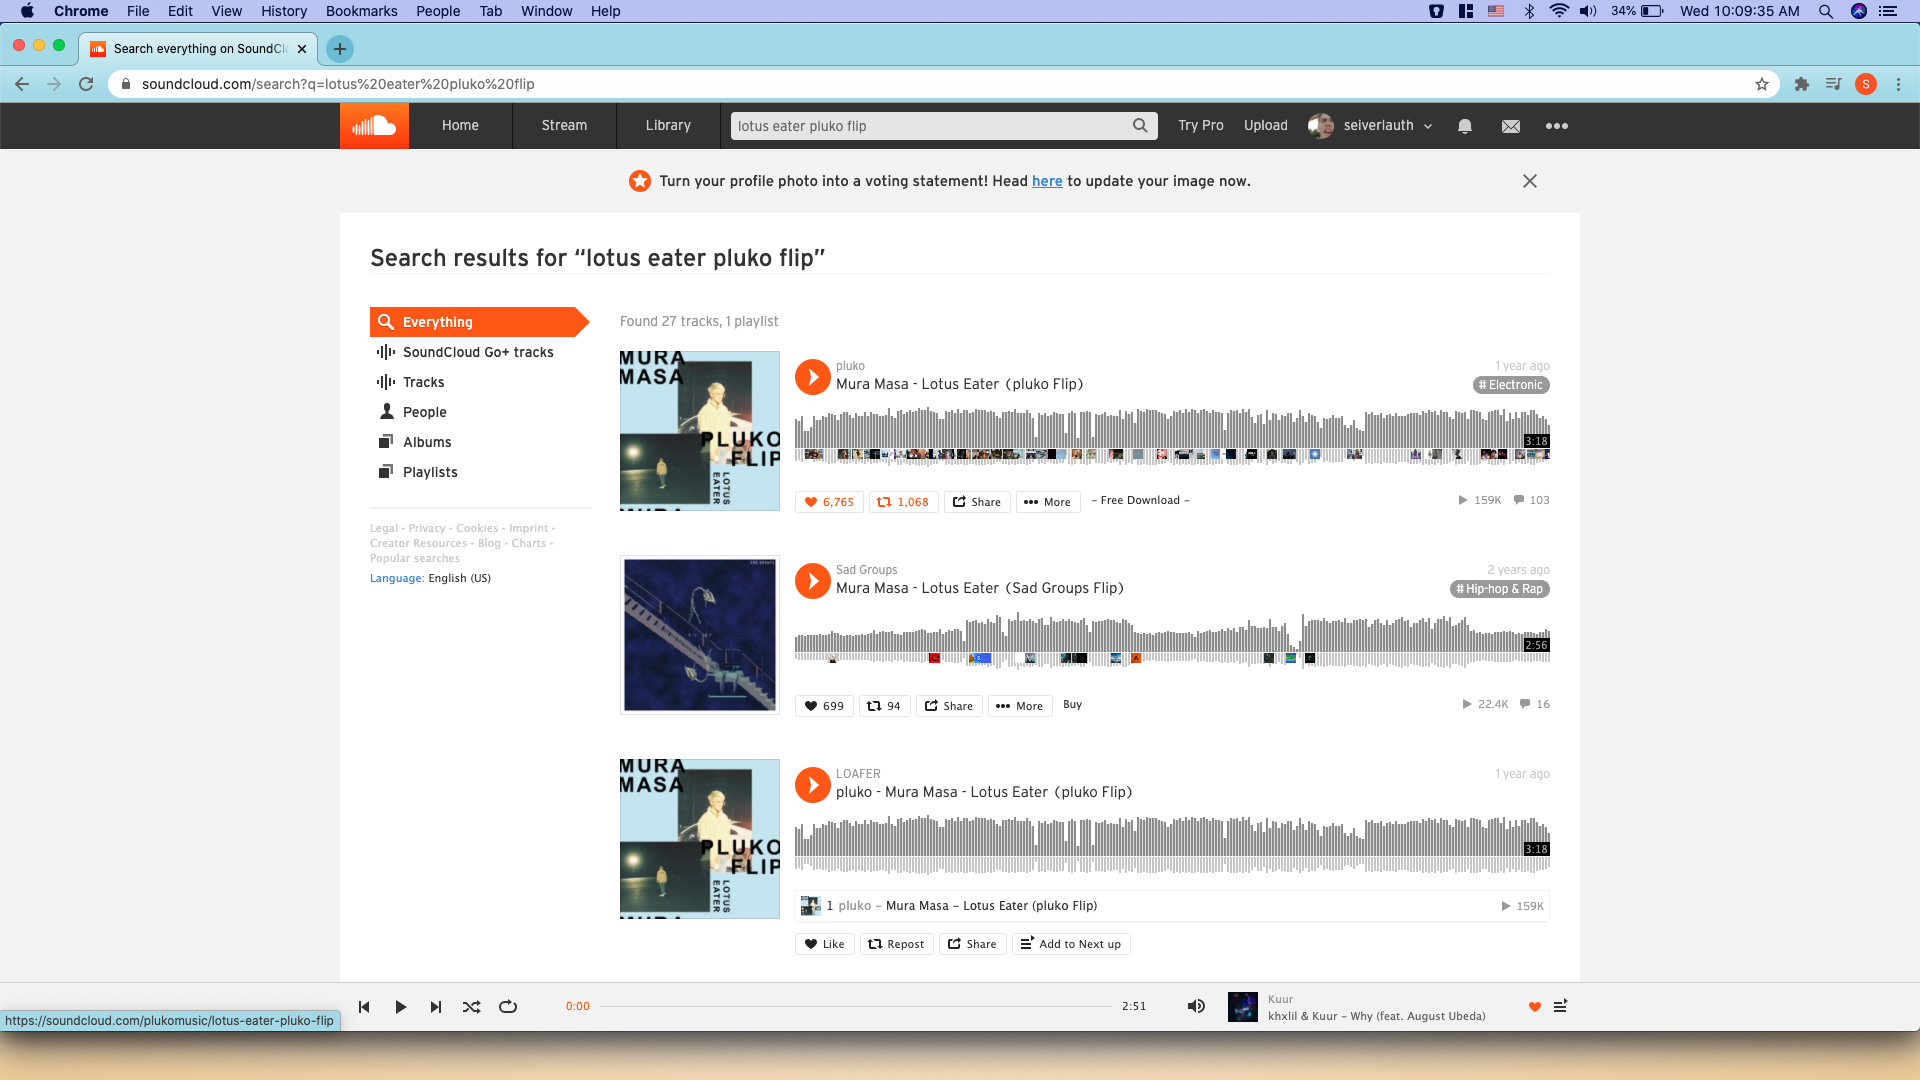 Chrome File Edit View History Bookmarks People Tab Window Help 34% Wed 10:09:35 AM
Search everything on SoundClo
soundcloud.com/search?q=lotus%20eater%20pluko%20flip
S
Home Stream Library lotus eater pluko flip Try Pro Upload seiverlauth
Turn your profile photo into a voting statement! Head here to update your image now.
Search results for “lotus eater pluko flip”
Everything
SoundCloud Go+ tracks
Tracks
People
Albums
Playlists
Legal - Privacy - Cookies - Imprint -
Creator Resources - Blog - Charts -
Popular searches
Language: English (US)
Found 27 tracks, 1 playlist
MURA
MASA
PLUKO
FLIP
LOTUS
EATER
pluko
1 year ago
Mura Masa - Lotus Eater (pluko Flip)
# Electronic
3:18
6,765 1,068 Share More – Free Download – 159K 103
Sad Groups
2 years ago
Mura Masa - Lotus Eater (Sad Groups Flip)
# Hip-hop & Rap
2:56
699 94 Share More Buy 22.4K 16
MURA
MASA
PLUKO
FLIP
LOTUS
EATER
LOAFER
1 year ago
pluko - Mura Masa - Lotus Eater (pluko Flip)
3:18
1 pluko – Mura Masa – Lotus Eater (pluko Flip) 159K
Like Repost Share Add to Next up
0:00 2:51
Kuur
khxlil & Kuur – Why (feat. August Ubeda)
https://soundcloud.com/plukomusic/lotus-eater-pluko-flip